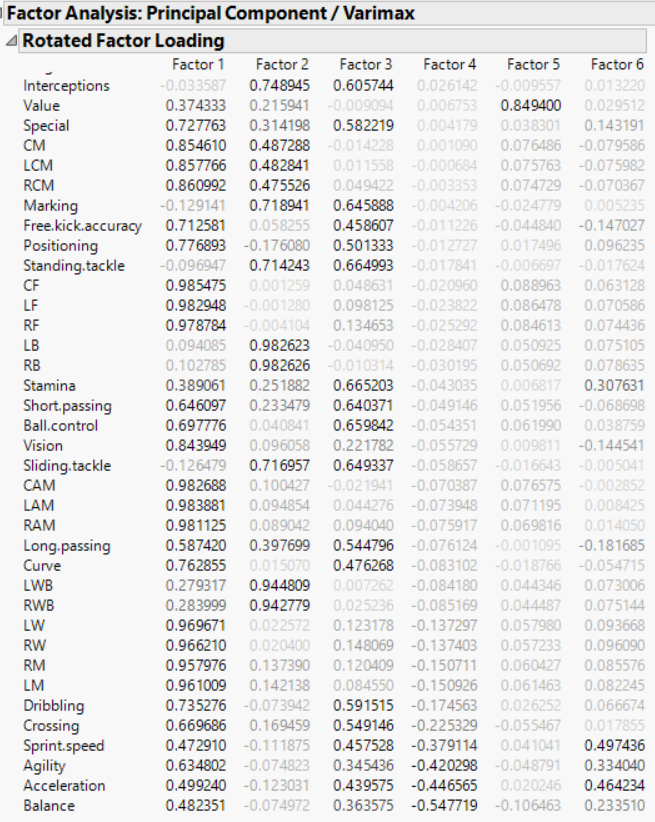 Factor Analysis: Principal Component / Varimax
Rotated Factor Loading
Factor 1 Factor 2 Factor 3 Factor 4 Factor 5 Factor 6
Interceptions -0.033587 0.748945 0.605744 0.026142 -0.009557 0.013220
Value 0.374333 0.215941 -0.009094 0.006753 0.849400 0.029512
Special 0.727763 0.314198 0.582219 0.004179 0.038301 0.143191
CM 0.854610 0.487288 -0.014228 0.001090 0.076486 -0.079586
LCM 0.857766 0.482841 0.011558 -0.000684 0.075763 -0.075982
RCM 0.860992 0.475526 0.049422 -0.003353 0.074729 -0.070367
Marking -0.129141 0.718941 0.645888 -0.004206 -0.024779 0.005235
Free.kick.accuracy 0.712581 0.058255 0.458607 -0.011226 -0.044840 -0.147027
Positioning 0.776893 -0.176080 0.501333 -0.012727 0.017496 0.096235
Standing.tackle -0.096947 0.714243 0.664993 -0.017841 -0.006697 -0.017624
CF 0.985475 0.001259 0.048631 -0.020960 0.088963 0.063128
LF 0.982948 -0.001280 0.098125 -0.023822 0.086478 0.070586
RF 0.978784 -0.004104 0.134653 -0.025292 0.084613 0.074436
LB 0.094085 0.982623 -0.040950 -0.028407 0.050925 0.075105
RB 0.102785 0.982626 -0.010314 -0.030195 0.050692 0.078635
Stamina 0.389061 0.251882 0.665203 -0.043035 0.006817 0.307631
Short.passing 0.646097 0.233479 0.640371 -0.049146 0.051956 -0.068698
Ball.control 0.697776 0.040841 0.659842 -0.054351 0.061990 0.038759
Vision 0.843949 0.096058 0.221782 -0.055729 0.009811 -0.144541
Sliding.tackle -0.126479 0.716957 0.649337 -0.058657 -0.016643 -0.005041
CAM 0.982688 0.100427 -0.021941 -0.070387 0.076575 -0.002852
LAM 0.983881 0.094854 0.044276 -0.073948 0.071195 0.008425
RAM 0.981125 0.089042 0.094040 -0.075917 0.069816 0.014050
Long.passing 0.587420 0.397699 0.544796 -0.076124 -0.001095 -0.181685
Curve 0.762855 0.015070 0.476268 -0.083102 -0.018766 -0.054715
LWB 0.279317 0.944809 0.007262 -0.084180 0.044346 0.073006
RWB 0.283999 0.942779 0.025236 -0.085169 0.044487 0.075144
LW 0.969671 0.022572 0.123178 -0.137297 0.057980 0.093668
RW 0.966210 0.020400 0.148069 -0.137403 0.057233 0.096090
RM 0.957976 0.137390 0.120409 -0.150711 0.060427 0.085576
LM 0.961009 0.142138 0.084550 -0.150926 0.061463 0.082245
Dribbling 0.735276 -0.073942 0.591515 -0.174563 0.026252 0.066674
Crossing 0.669686 0.169459 0.549146 -0.225329 -0.055467 0.017855
Sprint.speed 0.472910 -0.111875 0.457528 -0.379114 0.041041 0.497436
Agility 0.634802 -0.074823 0.345436 -0.420298 -0.048791 0.334040
Acceleration 0.499240 -0.123031 0.439575 -0.446565 0.020246 0.464234
Balance 0.482351 -0.074972 0.363575 -0.547719 -0.106463 0.233510